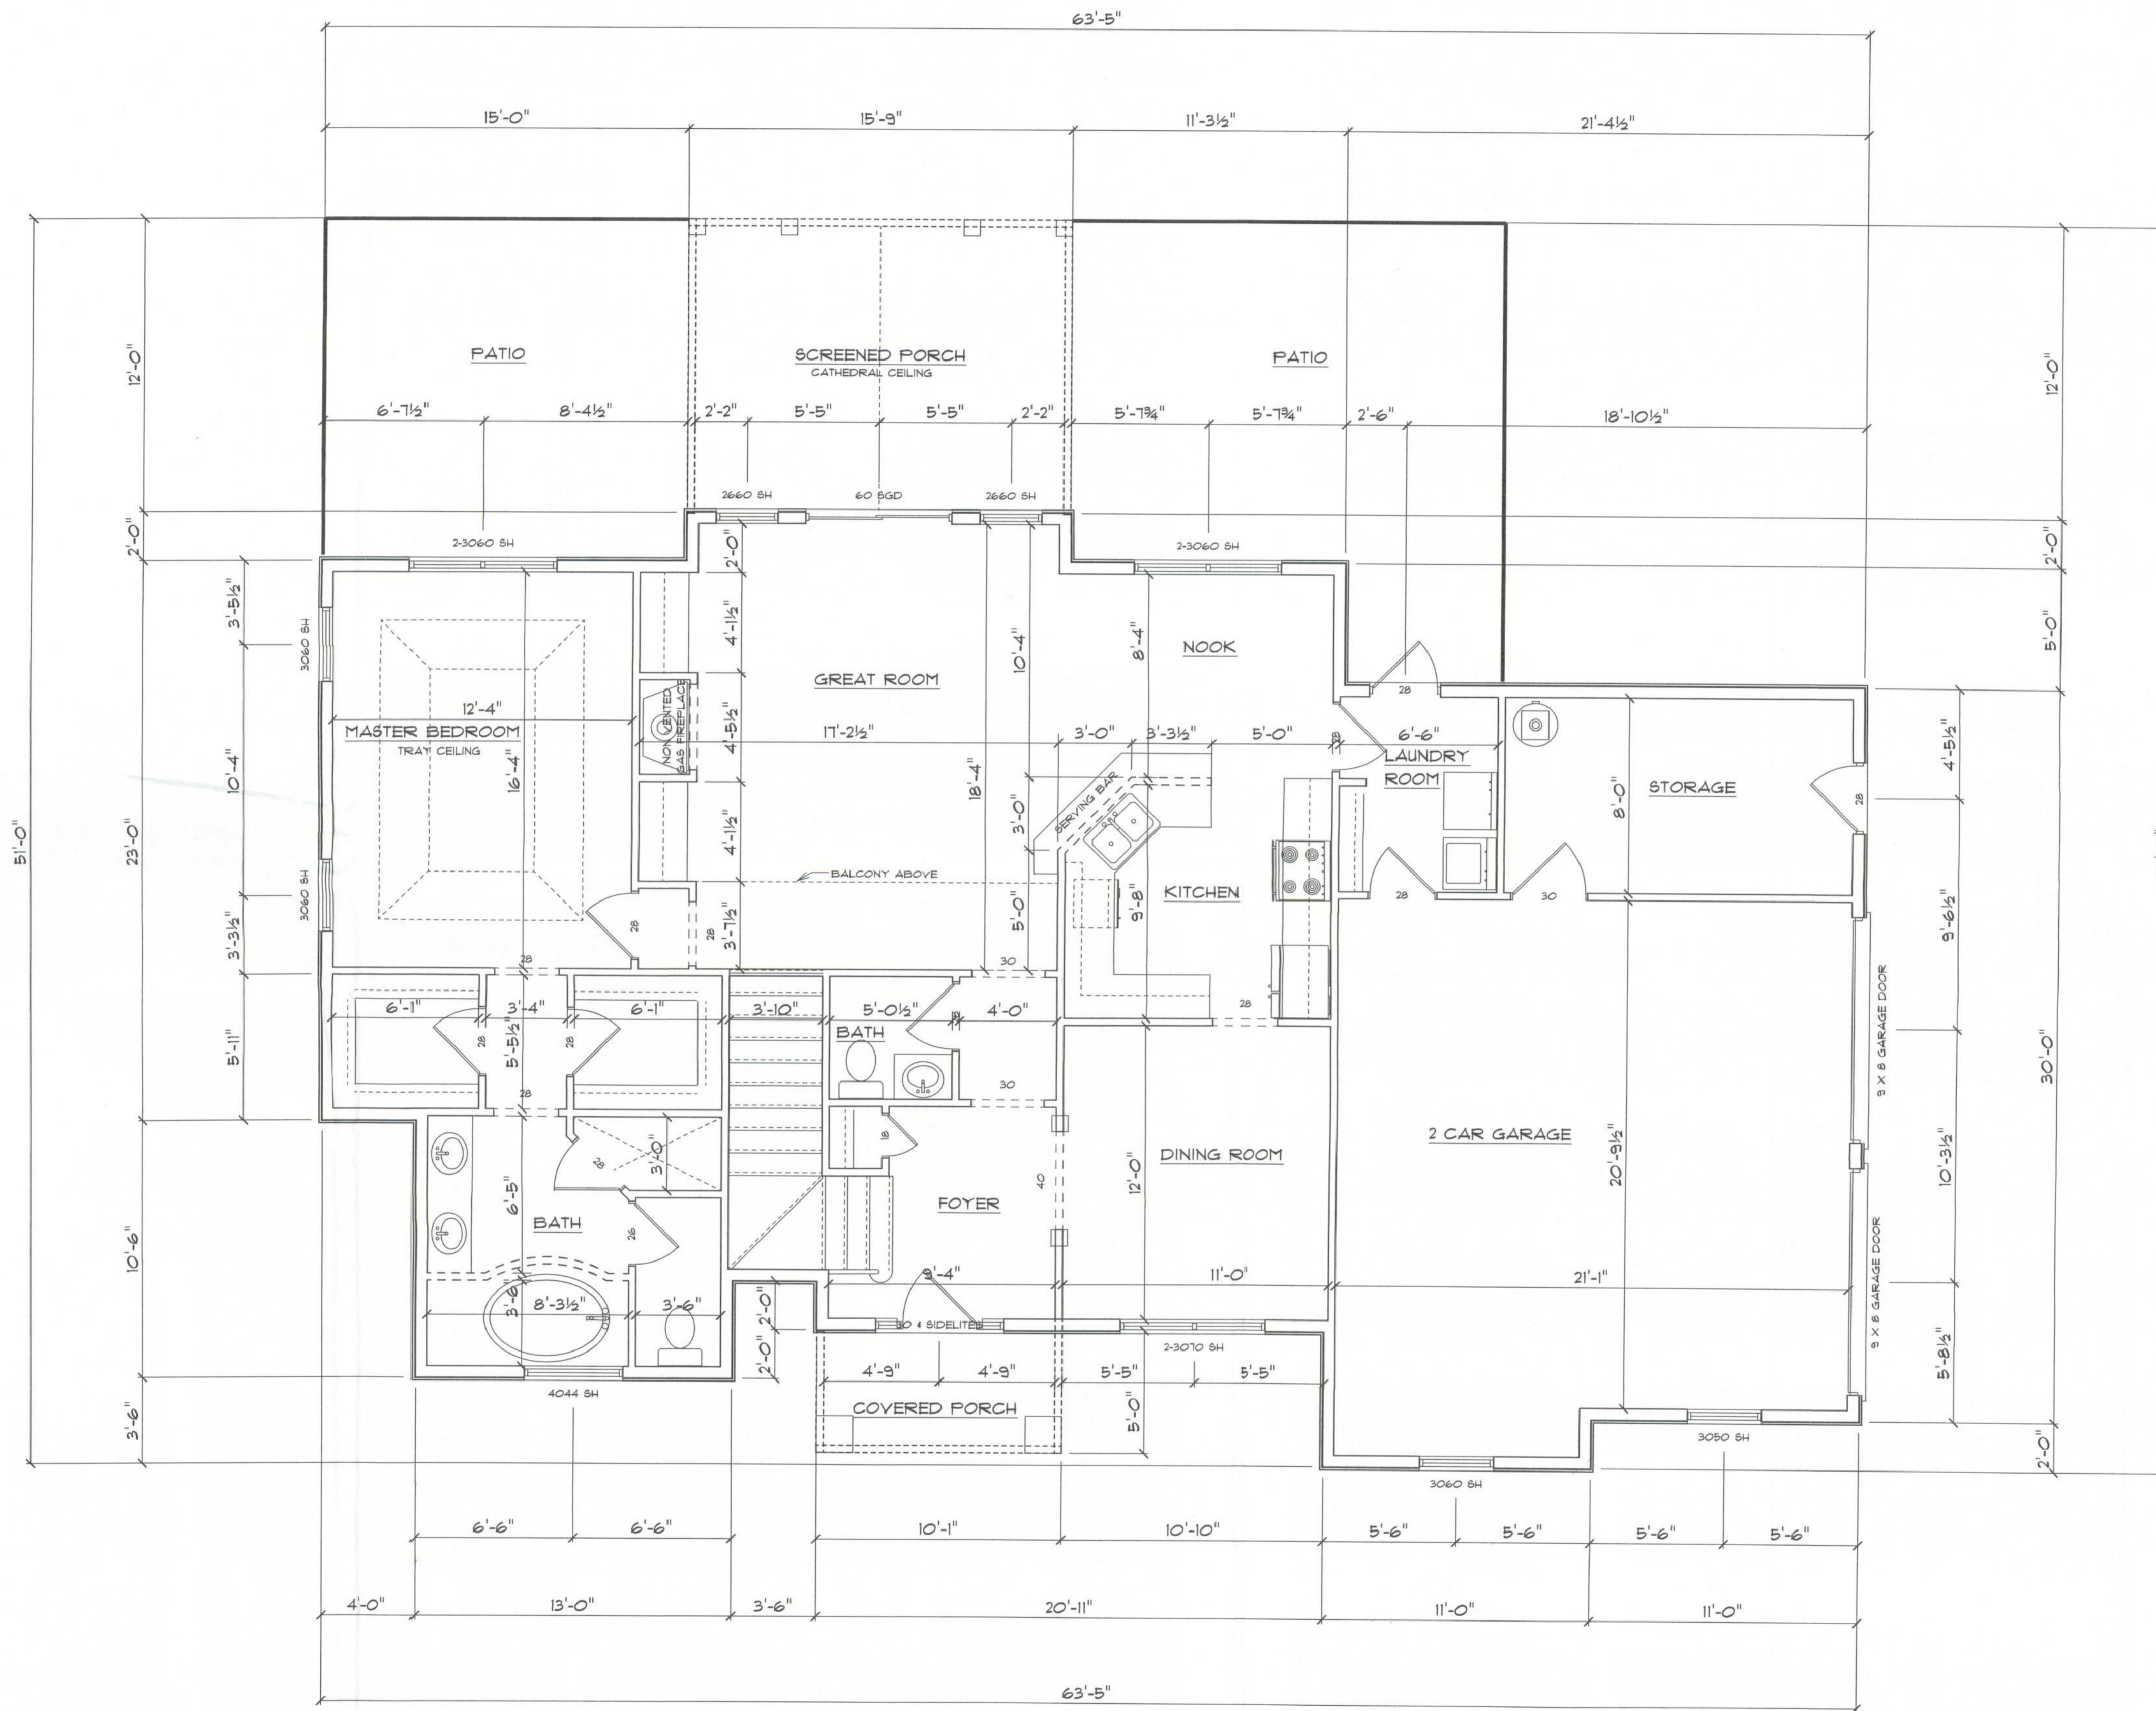 63'-5"
15'-0" 15'-9" 11'-3½" 21'-4½"
PATIO
SCREENED PORCH
CATHEDRAL CEILING
PATIO
12'-0"
12'-0"
6'-7½" 8'-4½" 2'-2" 5'-5" 5'-5" 2'-2" 5'-7¾" 5'-7¾" 2'-6" 18'-10½"
2660 SH 60 SGD 2660 SH
2'-0"
2-3060 SH
2'-0"
2-3060 SH
2'-0"
3'-5½"
3060 SH
4'-1½"
10'-4"
8'-4"
NOOK
5'-0"
GREAT ROOM
28
12'-4"
MASTER BEDROOM
TRAY CEILING
NON VENTED
GAS FIREPLACE
4'-5½"
17'-2½"
3'-0" 3'-3½" 5'-0" 6'-6"
LAUNDRY
ROOM
4'-5½"
10'-4"
16'-4"
18'-4"
STORAGE
8'-0"
28
51'-0"
23'-0"
4'-1½"
3'-0"
SERVING BAR
BALCONY ABOVE
KITCHEN
9'-8"
28
30
3060 SH
3'-3½"
28
28
3'-7½"
5'-0"
9'-6½"
28
30
6'-1" 3'-4" 6'-1" 3'-10" 5'-0½" 4'-0"
28
5'-11"
28
5'-5½"
28
BATH
28
30
9 X 8 GARAGE DOOR
30'-0"
18
3'-0"
2 CAR GARAGE
20'-9½"
10'-3½"
DINING ROOM
12'-0"
40
FOYER
6'-5"
BATH
26
10'-6"
9'-4" 11'-0" 21'-1"
9 X 8 GARAGE DOOR
3'-6"
8'-3½" 3'-6"
2'-0"
30 & SIDELITES
2-3070 SH
2'-0"
4'-9" 4'-9" 5'-5" 5'-5"
5'-8½"
4044 SH
COVERED PORCH
5'-0"
3'-6"
3050 SH
2'-0"
3060 SH
6'-6" 6'-6" 10'-1" 10'-10" 5'-6" 5'-6" 5'-6" 5'-6"
4'-0" 13'-0" 3'-6" 20'-11" 11'-0" 11'-0"
63'-5"